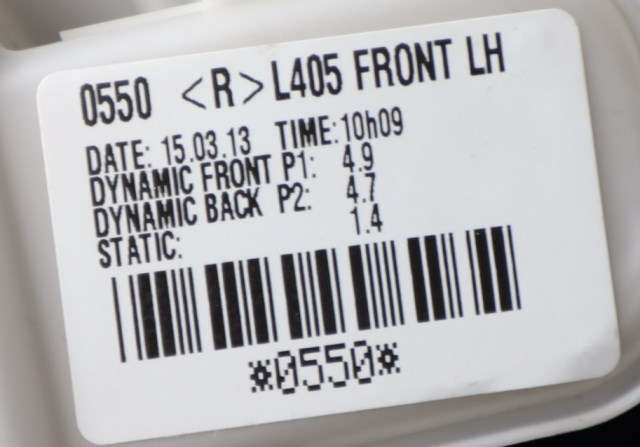 0550 <R> L405 FRONT LH
DATE: 15.03.13 TIME: 10h09
DYNAMIC FRONT P1: 4.9
DYNAMIC BACK P2: 4.7
STATIC: 1.4
*0550*